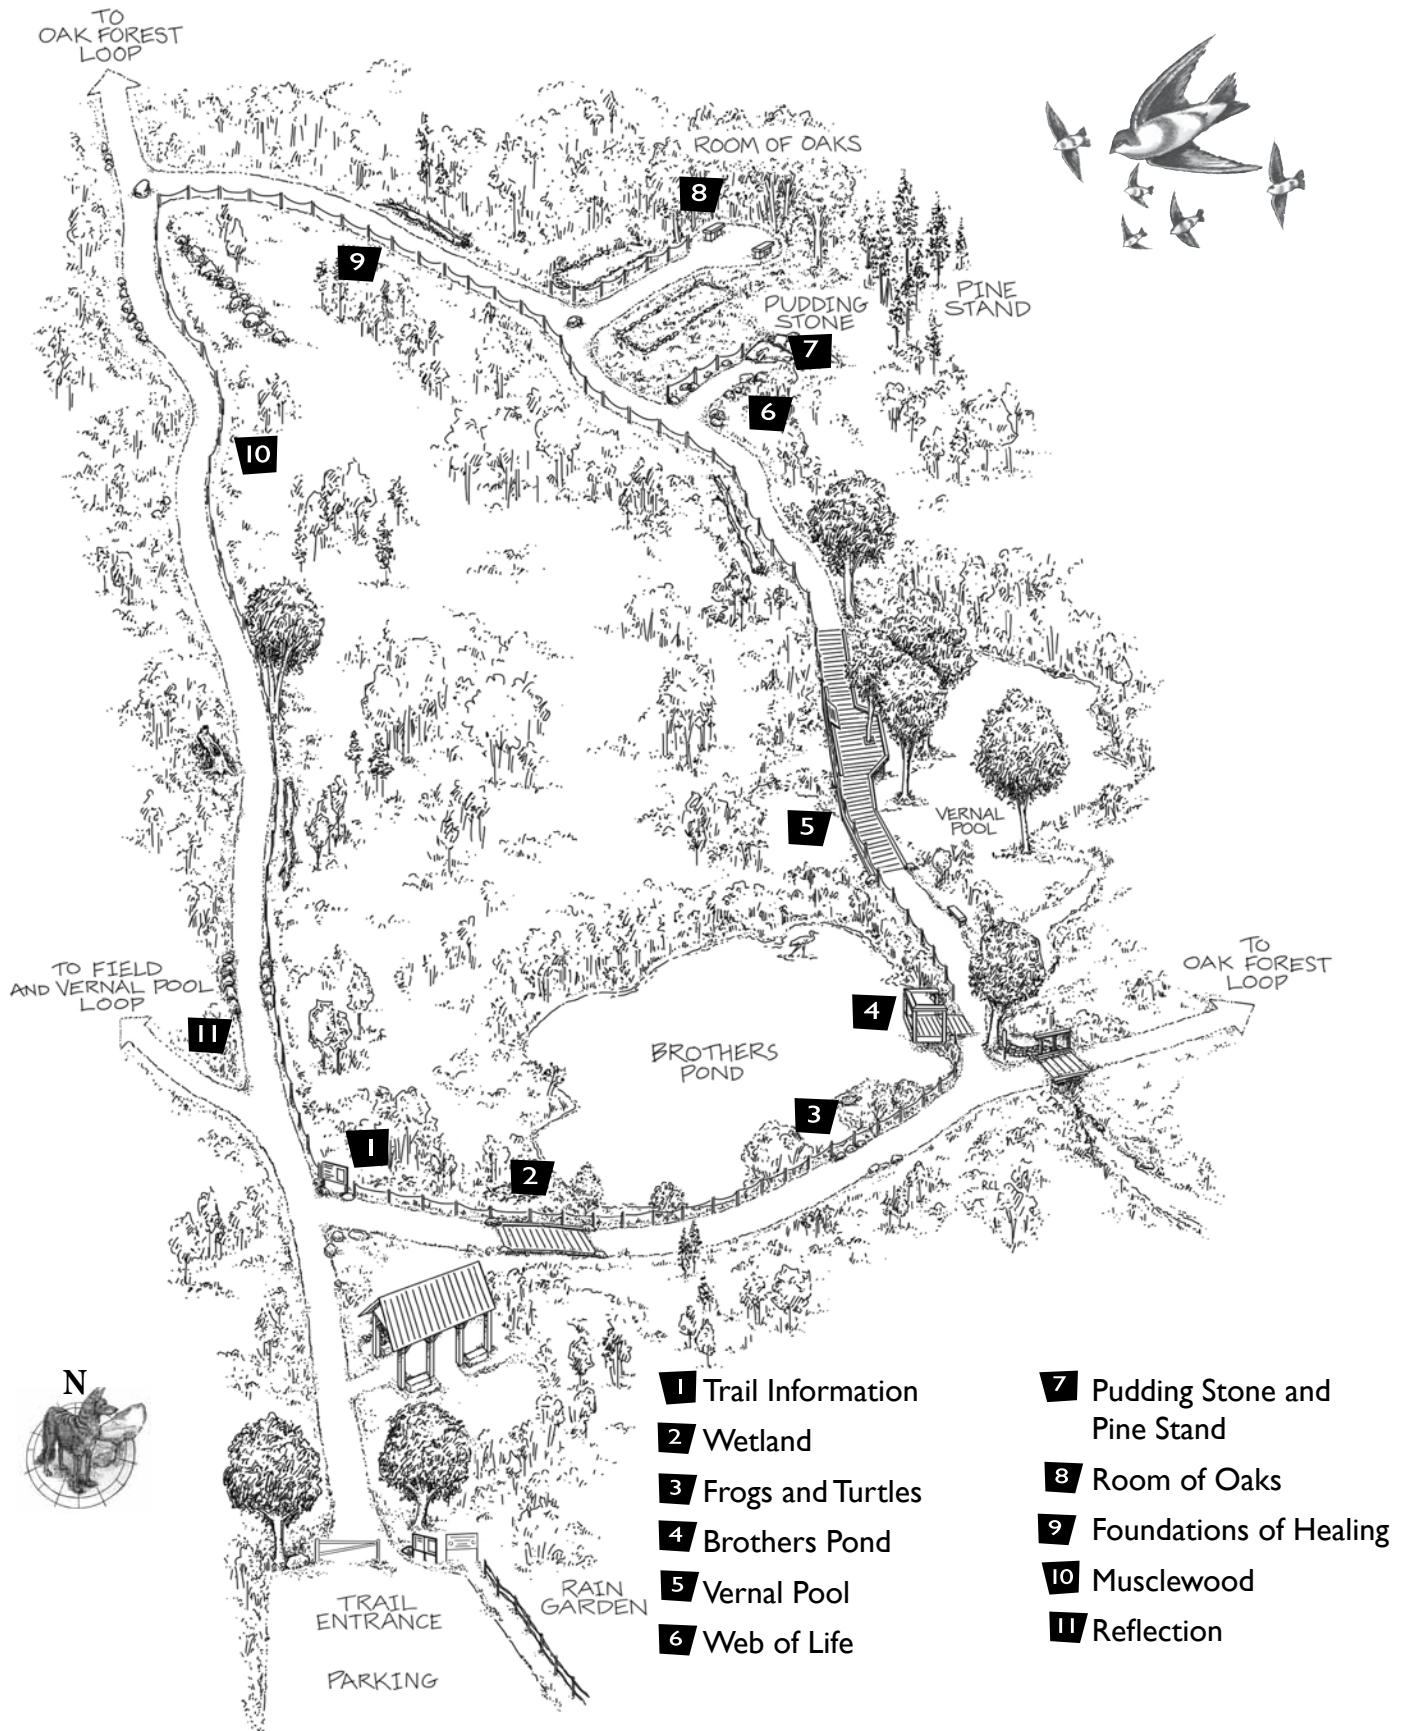 TO
OAK FOREST
LOOP
ROOM OF OAKS
8
9
PINE
STAND
PUDDING
STONE
7
6
10
5
VERNAL
POOL
TO
OAK FOREST
LOOP
TO FIELD
AND VERNAL POOL
LOOP
11
4
BROTHERS
POND
3
1
2
RCL
N
1 Trail Information
2 Wetland
3 Frogs and Turtles
4 Brothers Pond
5 Vernal Pool
6 Web of Life
7 Pudding Stone and
Pine Stand
8 Room of Oaks
9 Foundations of Healing
10 Musclewood
11 Reflection
RAIN
GARDEN
TRAIL
ENTRANCE
PARKING